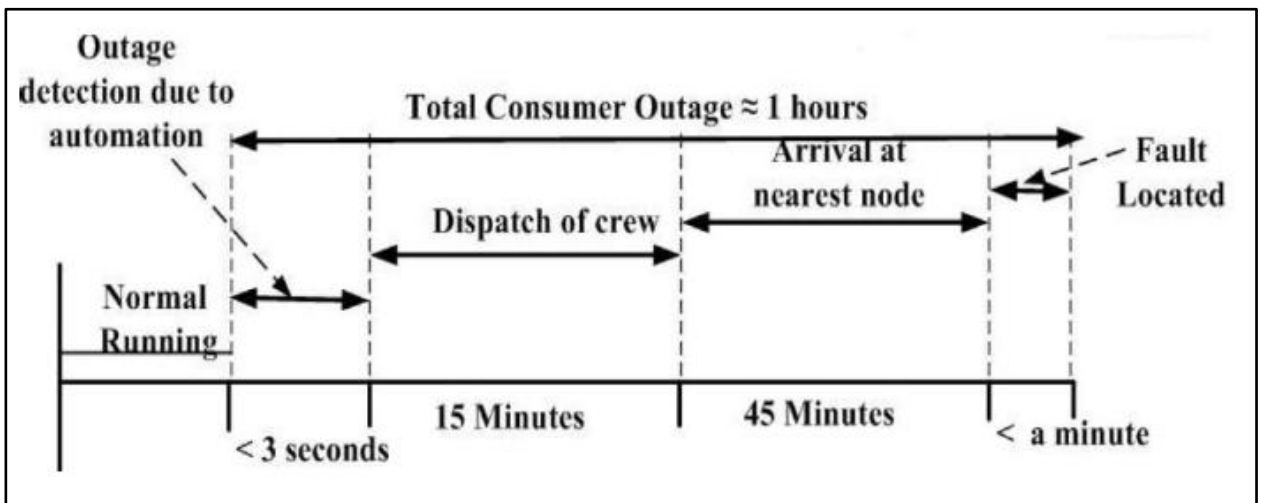 Outage
detection due to
automation
Total Consumer Outage ≈ 1 hours
Arrival at
nearest node
Fault
Located
Dispatch of crew
Normal
Running
< 3 seconds
15 Minutes
45 Minutes
< a minute